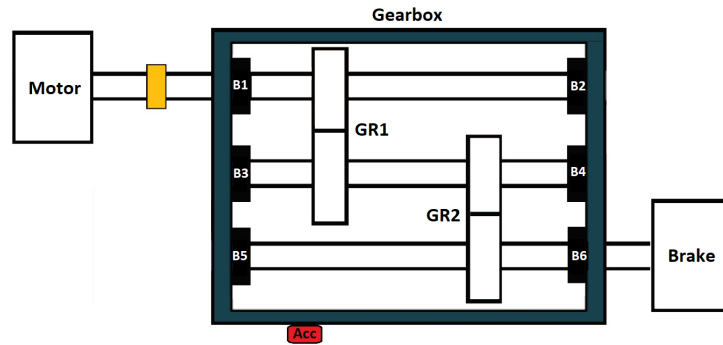 Gearbox
Motor
B1
B2
GR1
B3
B4
GR2
B5
B6
Brake
Acc